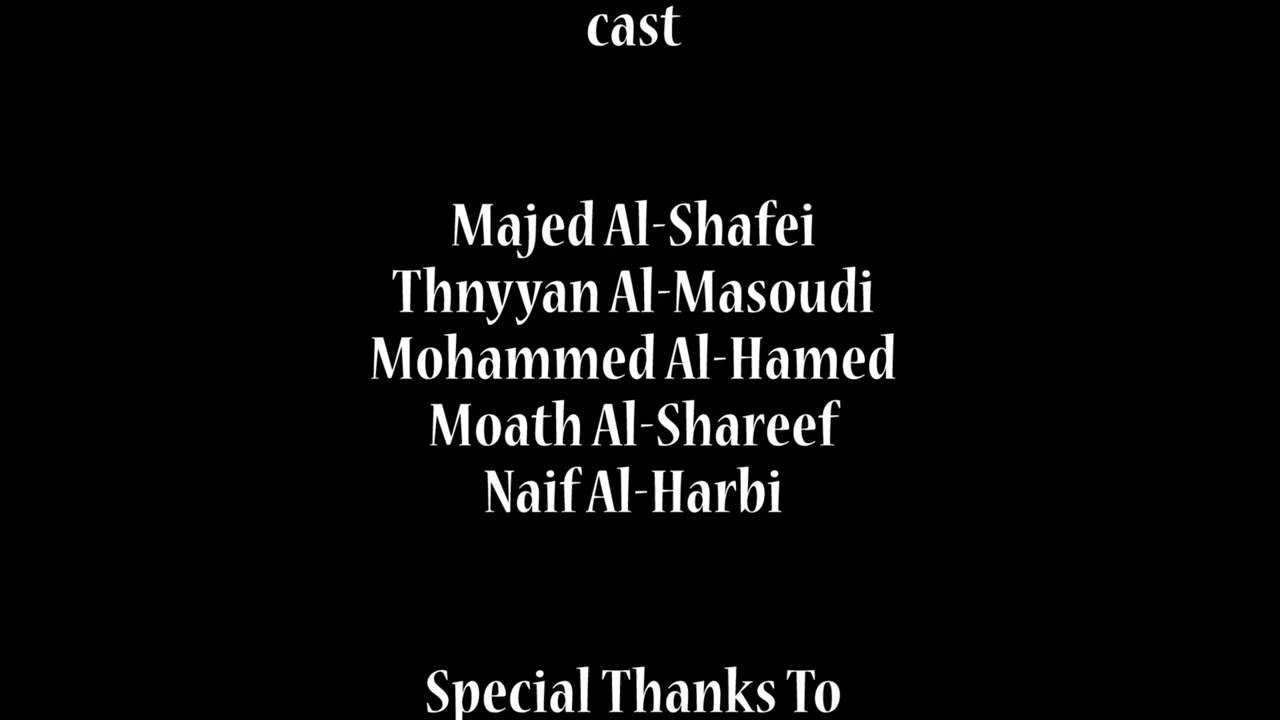 cast
Majed Al-Shafei
Thnyyan Al-Masoudi
Mohammed Al-Hamed
Moath Al-Shareef
Naif Al-Harbi
Special Thanks To